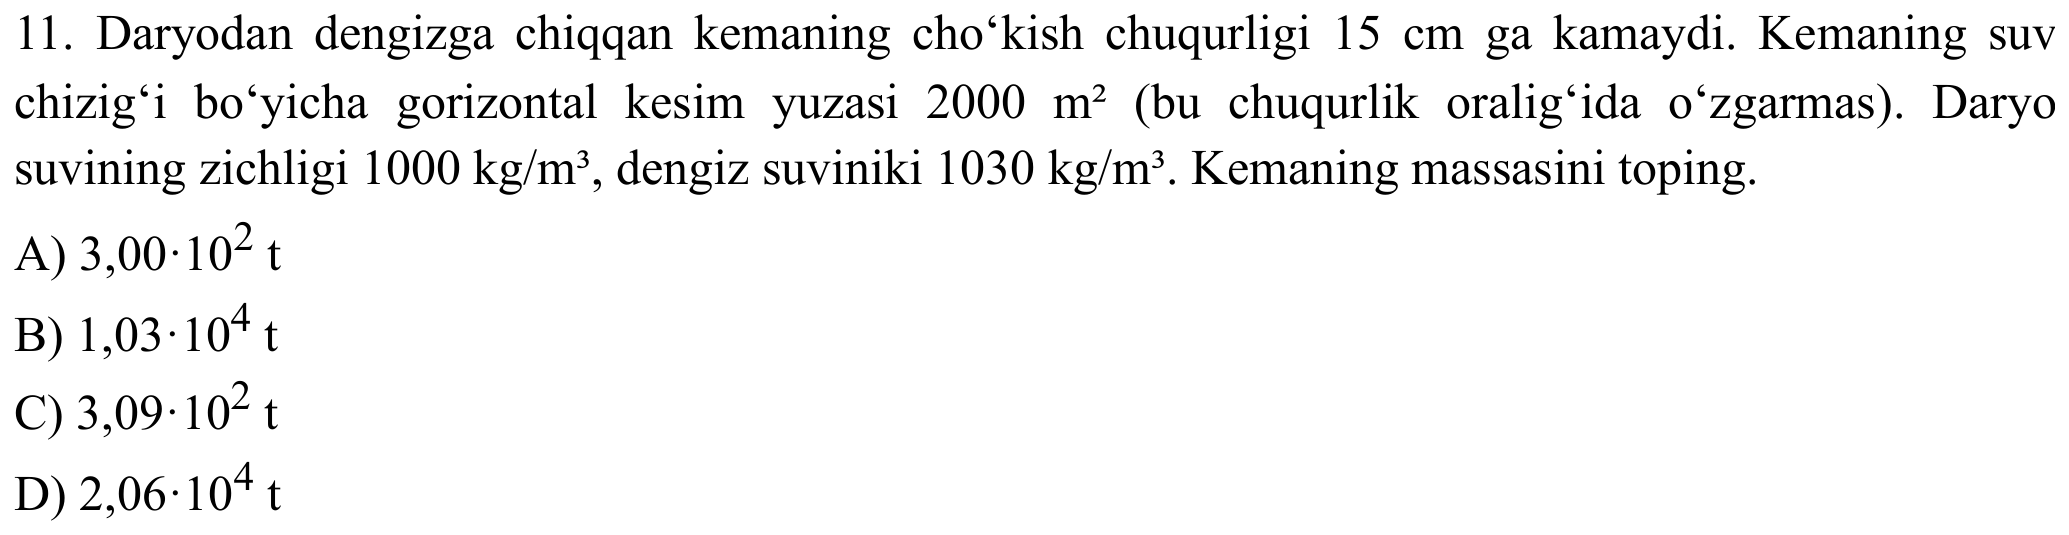 11. Daryodan dengizga chiqqan kemaning cho‘kish chuqurligi 15 cm ga kamaydi. Kemaning suv
chizig‘i bo‘yicha gorizontal kesim yuzasi 2000 m² (bu chuqurlik oralig‘ida o‘zgarmas). Daryo
suvining zichligi 1000 kg/m³, dengiz suviniki 1030 kg/m³. Kemaning massasini toping.
A) 3,00·10² t
B) 1,03·10⁴ t
C) 3,09·10² t
D) 2,06·10⁴ t